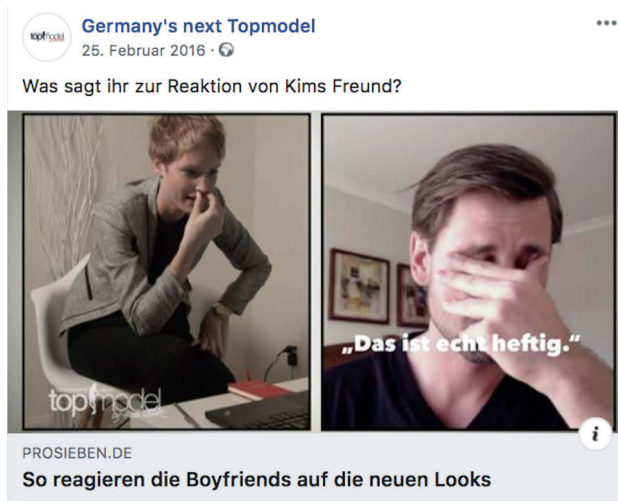 topmodel
Germany's next Topmodel
25. Februar 2016 ·
Was sagt ihr zur Reaktion von Kims Freund?
„Das ist echt heftig.“
topmodel
PROSIEBEN.DE
So reagieren die Boyfriends auf die neuen Looks